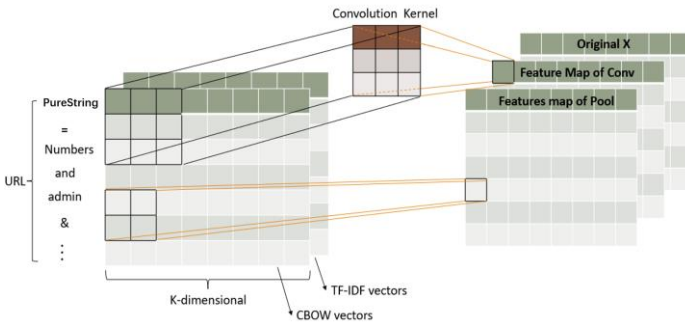 Convolution Kernel
Original X
Feature Map of Conv
Features map of Pool
PureString
=
Numbers
and
admin
&
⋮
URL
K-dimensional
TF-IDF vectors
CBOW vectors